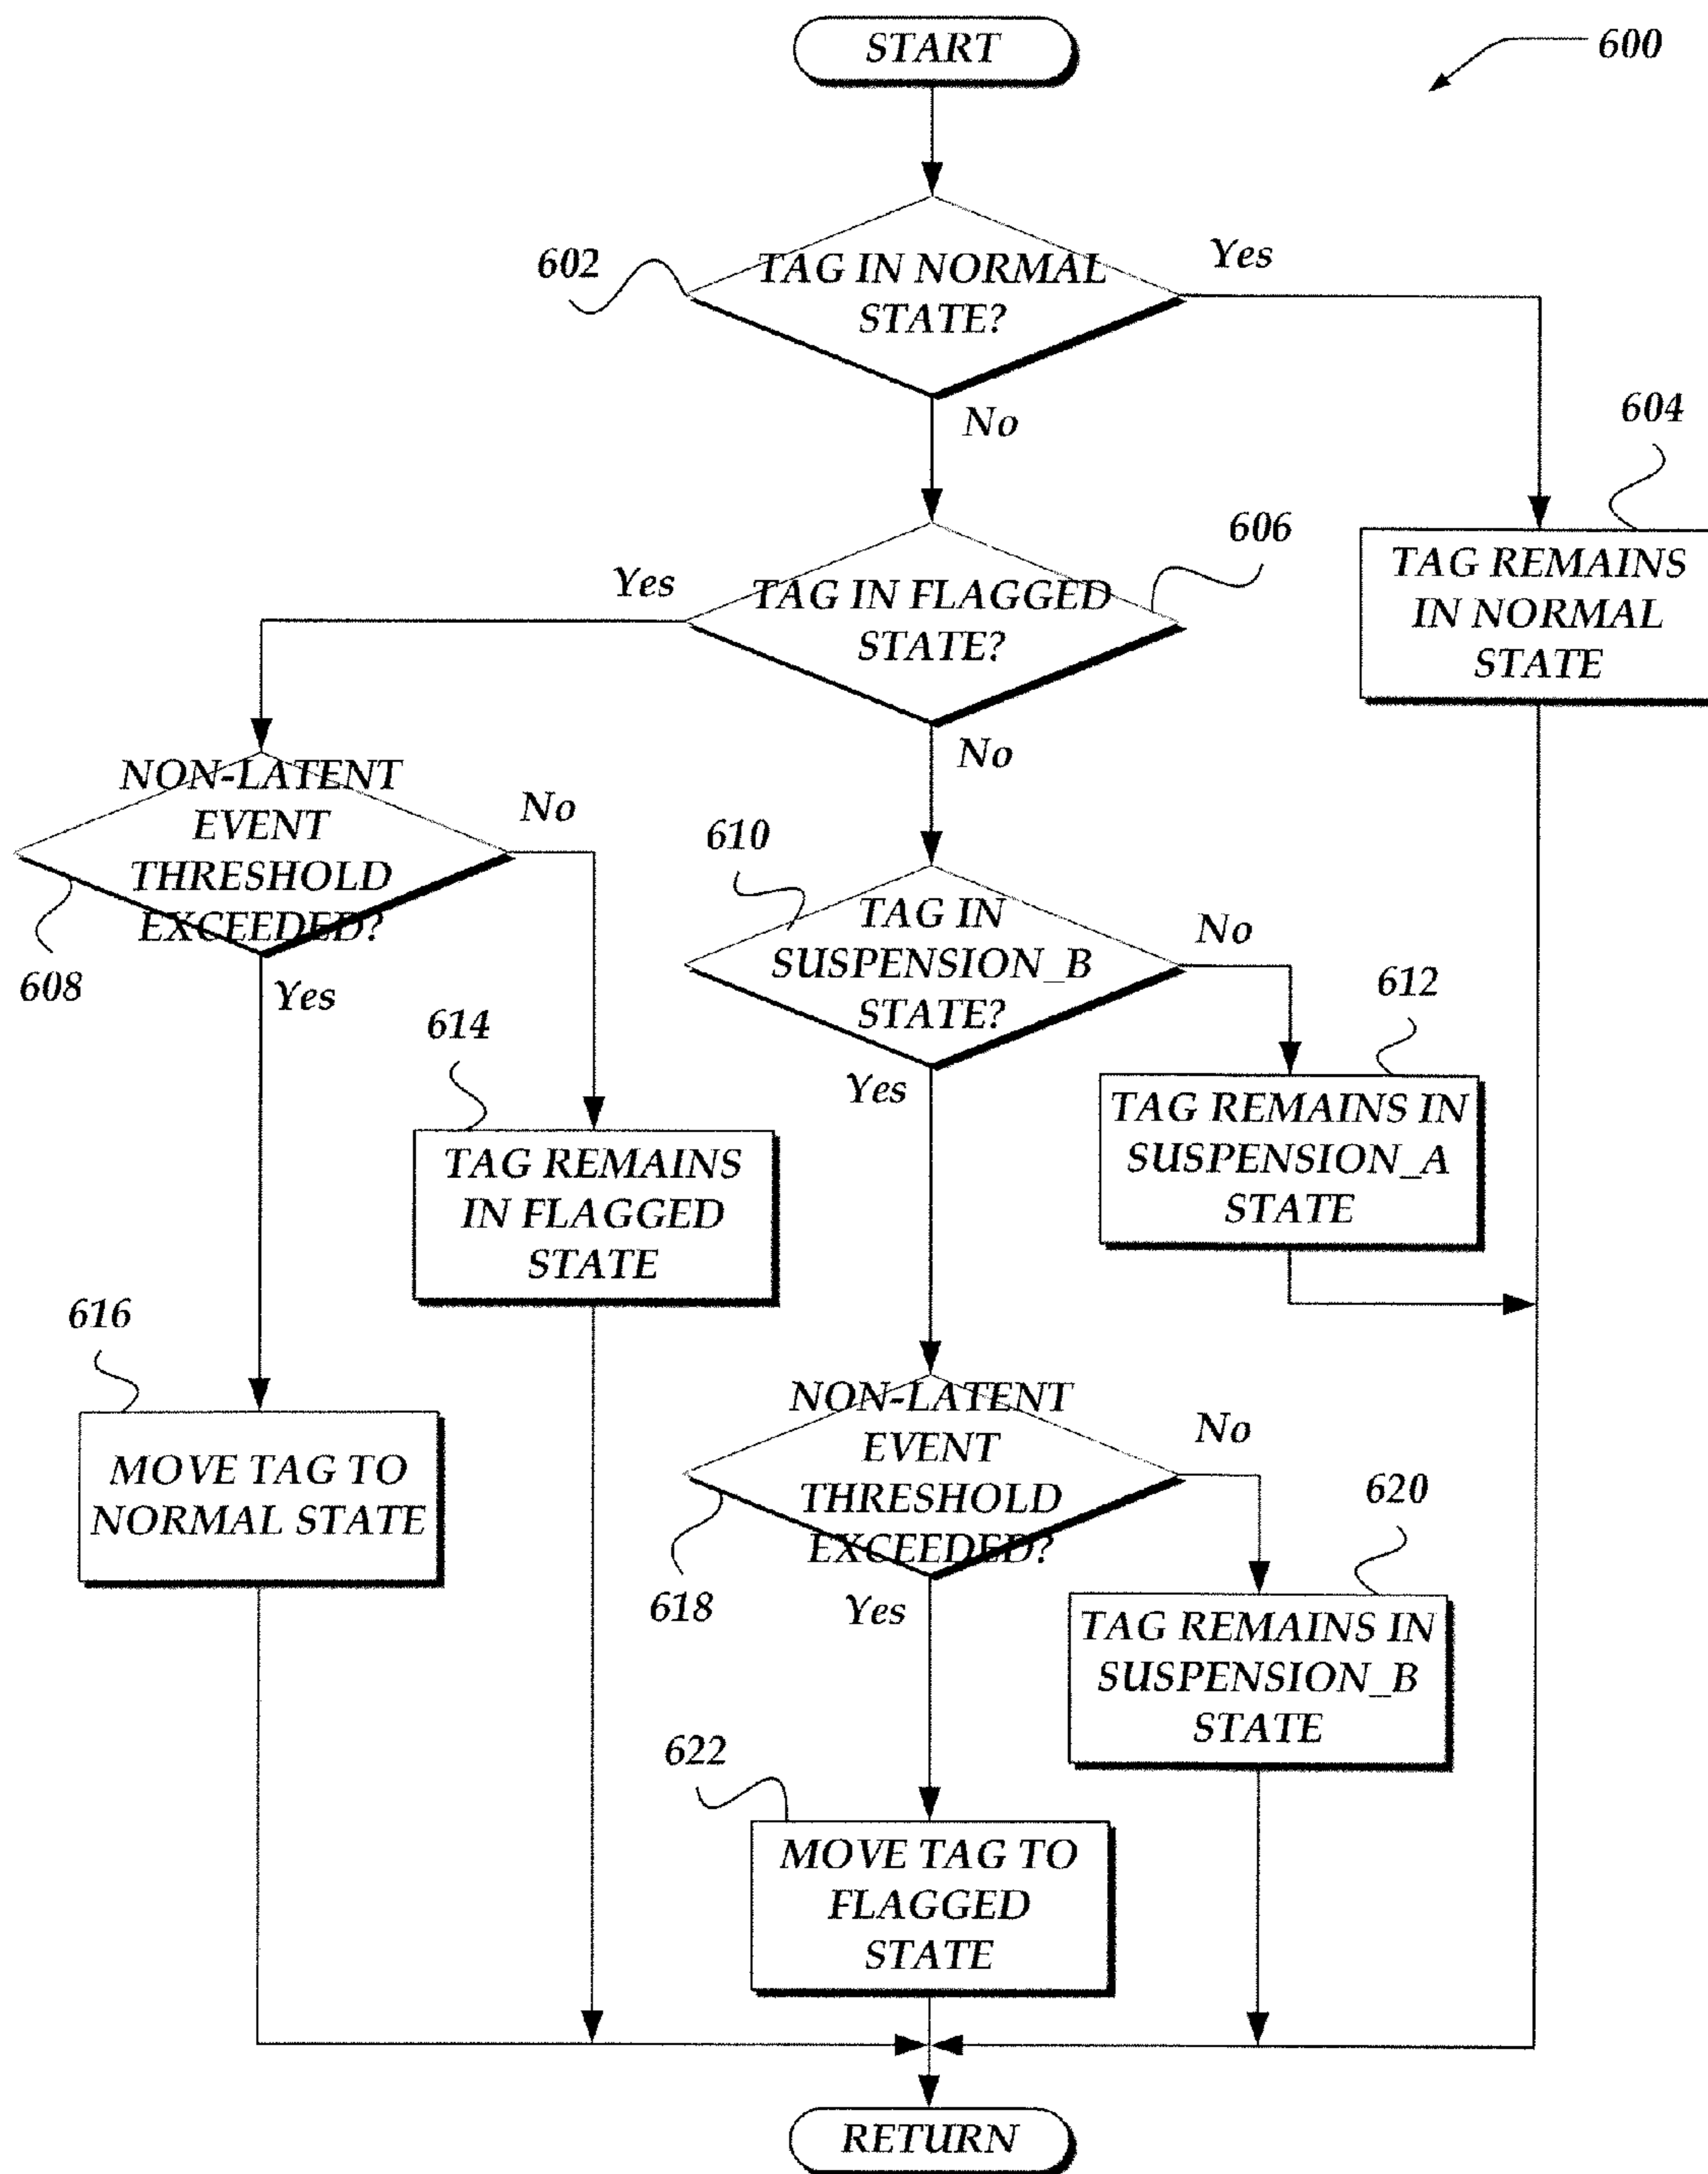 START
600
602
TAG IN NORMAL
STATE?
Yes
No
604
TAG REMAINS
IN NORMAL
STATE
606
Yes
TAG IN FLAGGED
STATE?
No
NON-LATENT
EVENT
THRESHOLD
EXCEEDED?
No
608
Yes
610
TAG IN
SUSPENSION_B
STATE?
No
Yes
612
TAG REMAINS IN
SUSPENSION_A
STATE
614
TAG REMAINS
IN FLAGGED
STATE
616
MOVE TAG TO
NORMAL STATE
NON-LATENT
EVENT
THRESHOLD
EXCEEDED?
No
618
Yes
620
TAG REMAINS IN
SUSPENSION_B
STATE
622
MOVE TAG TO
FLAGGED
STATE
RETURN